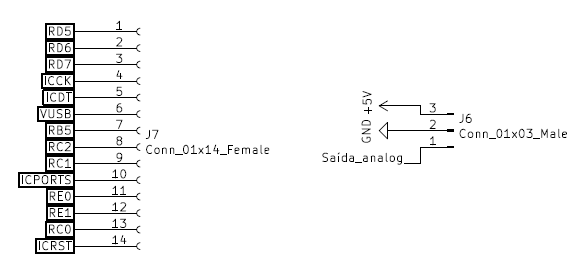 RD5 1
RD6 2
RD7 3
ICCK 4
ICDT 5
VUSB 6
RB5 7
RC2 8
RC1 9
ICPORTS 10
RE0 11
RE1 12
RC0 13
ICRST 14
J7
Conn_01x14_Female
+5V
GND
Saída_analog
3
2
1
J6
Conn_01x03_Male